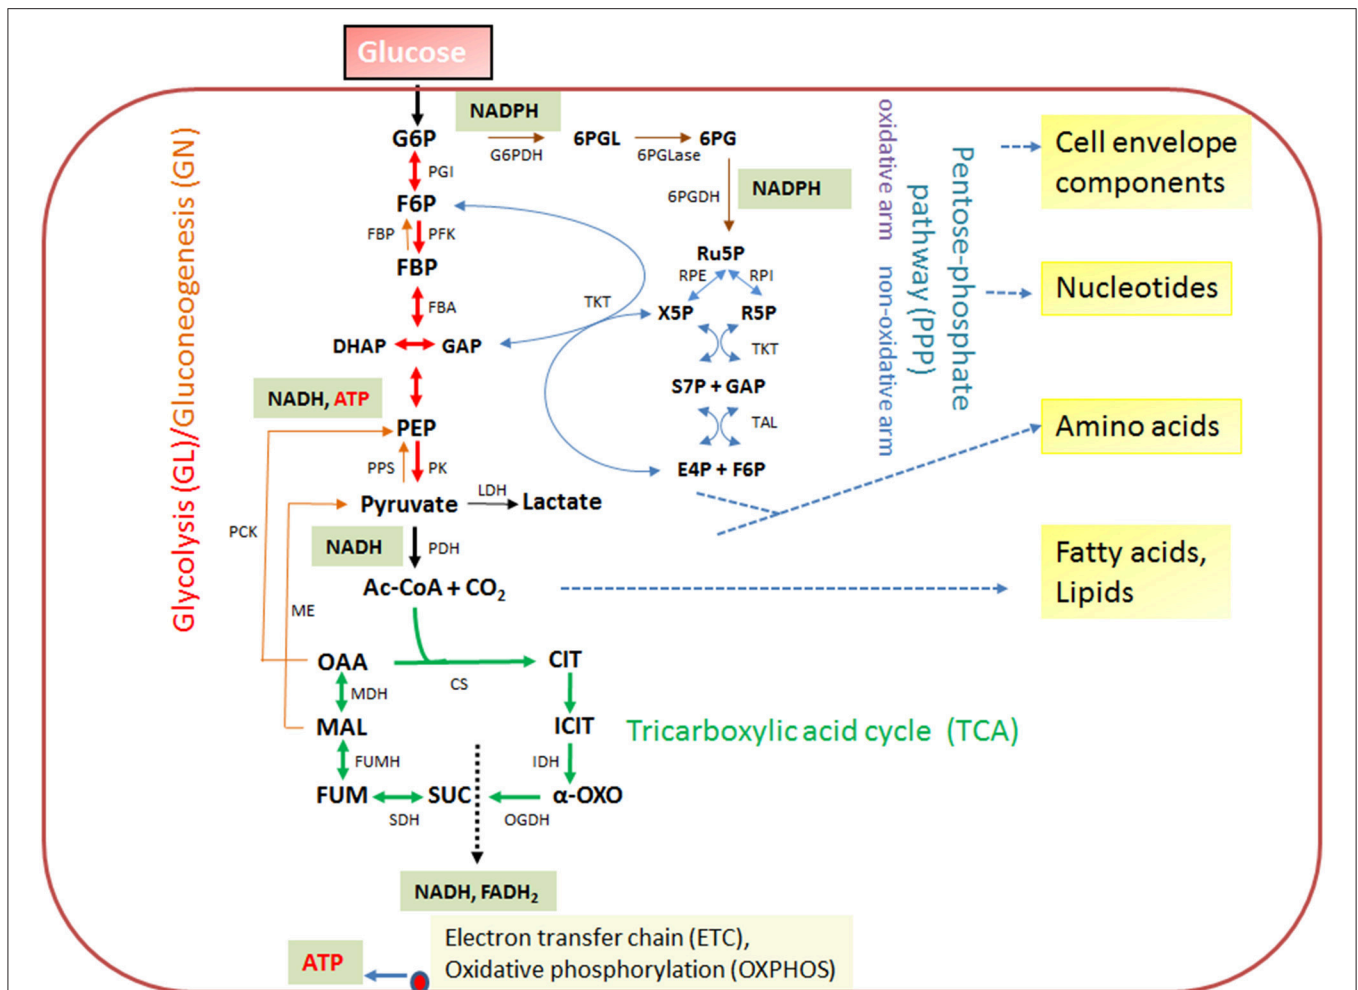 Glucose
NADPH
G6P
G6PDH
6PGL
6PGLase
6PG
PGI
6PGDH
NADPH
F6P
FBP
PFK
FBP
Ru5P
RPE
RPI
FBA
TKT
X5P
R5P
DHAP
GAP
TKT
S7P + GAP
NADH, ATP
PEP
TAL
PPS
PK
E4P + F6P
Pyruvate
LDH
Lactate
PCK
NADH
PDH
Ac-CoA + CO₂
ME
OAA
CS
CIT
MDH
MAL
ICIT
FUMH
IDH
FUM
SUC
α-OXO
SDH
OGDH
Tricarboxylic acid cycle (TCA)
NADH, FADH₂
Electron transfer chain (ETC),
Oxidative phosphorylation (OXPHOS)
ATP
Glycolysis (GL)/Gluconeogenesis (GN)
oxidative arm
non-oxidative arm
Pentose-phosphate
pathway (PPP)
Cell envelope
components
Nucleotides
Amino acids
Fatty acids,
Lipids